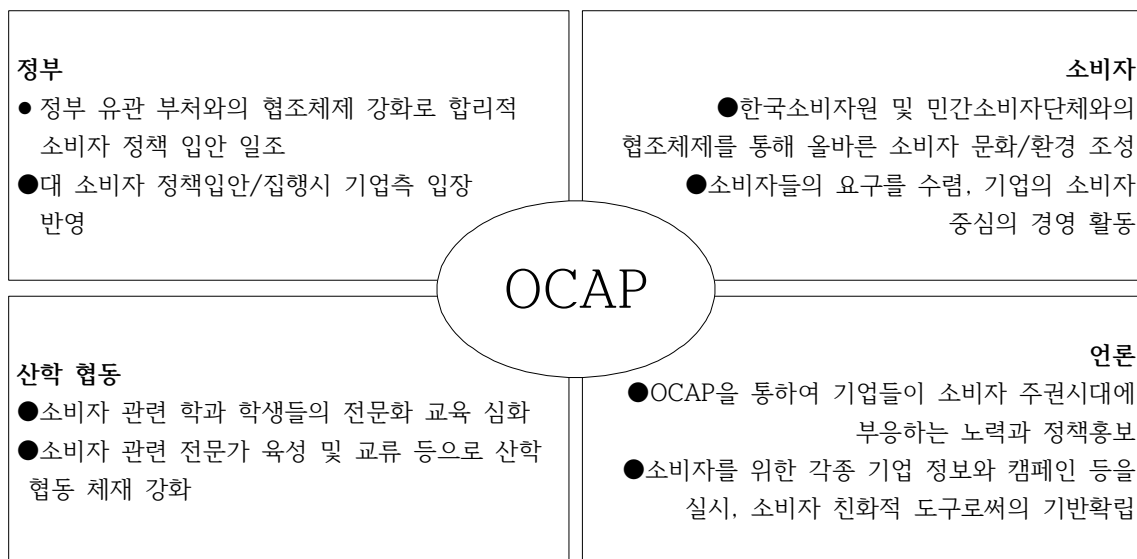 정부
● 정부 유관 부처와의 협조체제 강화로 합리적
소비자 정책 입안 일조
●대 소비자 정책입안/집행시 기업측 입장
반영
소비자
●한국소비자원 및 민간소비자단체와의
협조체제를 통해 올바른 소비자 문화/환경 조성
●소비자들의 요구를 수렴, 기업의 소비자
중심의 경영 활동
OCAP
산학 협동
●소비자 관련 학과 학생들의 전문화 교육 심화
●소비자 관련 전문가 육성 및 교류 등으로 산학
협동 체재 강화
언론
●OCAP을 통하여 기업들이 소비자 주권시대에
부응하는 노력과 정책홍보
●소비자를 위한 각종 기업 정보와 캠페인 등을
실시, 소비자 친화적 도구로써의 기반확립